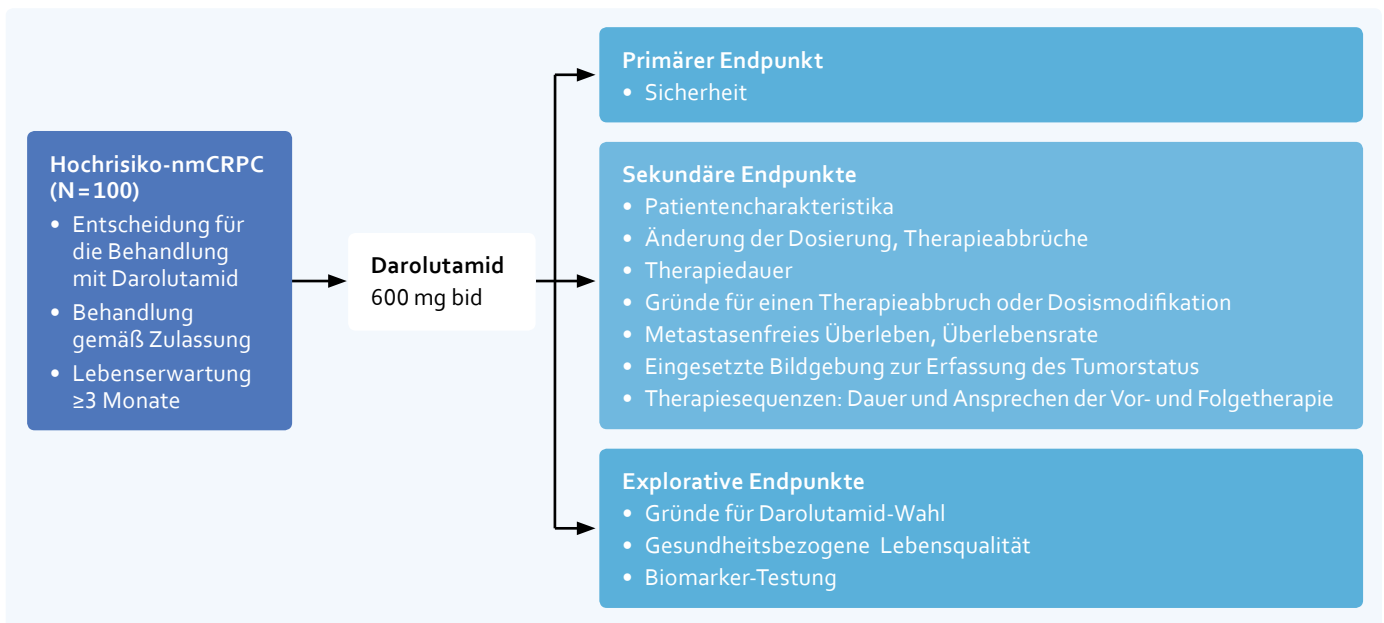 Hochrisiko-nmCRPC
(N = 100)
• Entscheidung für
die Behandlung
mit Darolutamid
• Behandlung
gemäß Zulassung
• Lebenserwartung
≥3 Monate
Darolutamid
600 mg bid
Primärer Endpunkt
• Sicherheit
Sekundäre Endpunkte
• Patientencharakteristika
• Änderung der Dosierung, Therapieabbrüche
• Therapiedauer
• Gründe für einen Therapieabbruch oder Dosismodifikation
• Metastasenfreies Überleben, Überlebensrate
• Eingesetzte Bildgebung zur Erfassung des Tumorstatus
• Therapiesequenzen: Dauer und Ansprechen der Vor- und Folgetherapie
Explorative Endpunkte
• Gründe für Darolutamid-Wahl
• Gesundheitsbezogene Lebensqualität
• Biomarker-Testung